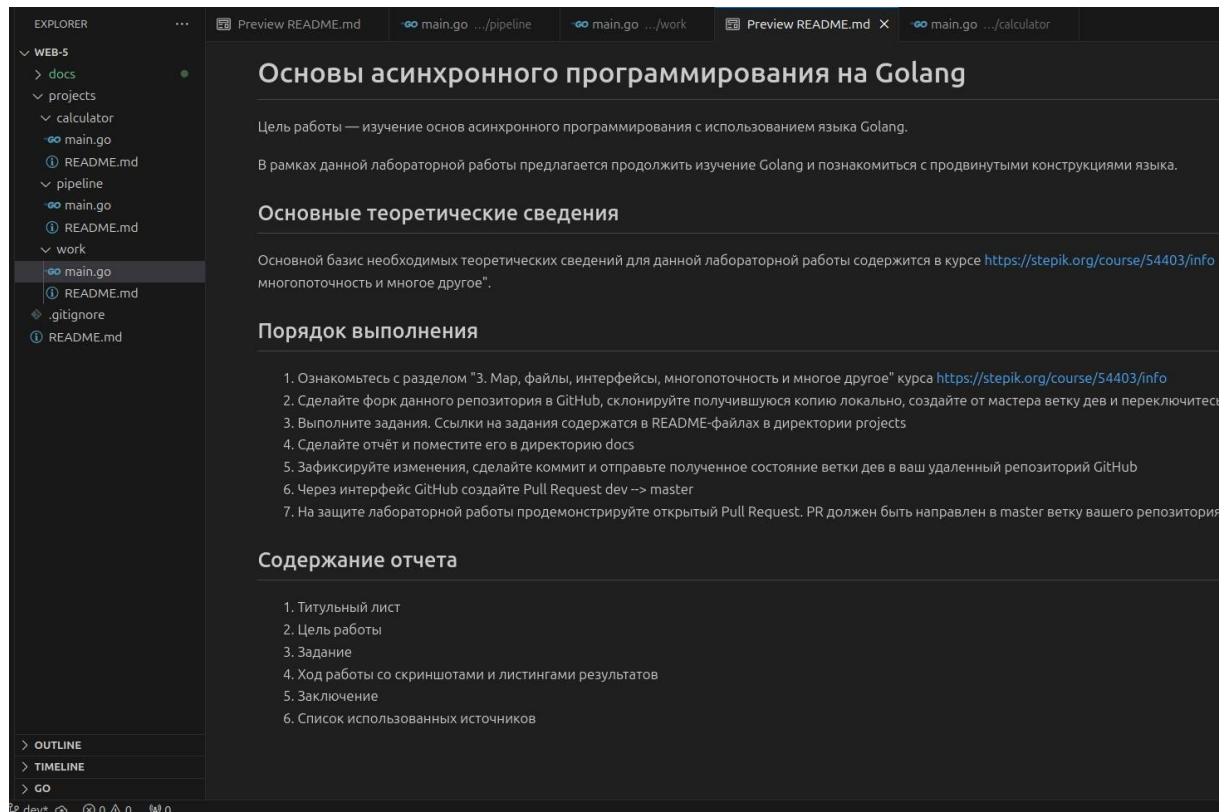 EXPLORER ...
Preview README.md main.go .../pipeline main.go .../work Preview README.md main.go .../calculator
WEB-5
docs
projects
calculator
main.go
README.md
pipeline
main.go
README.md
work
main.go
README.md
.gitignore
README.md
OUTLINE
TIMELINE
GO
dev* 0 0 0
Основы асинхронного программирования на Golang
Цель работы — изучение основ асинхронного программирования с использованием языка Golang.
В рамках данной лабораторной работы предлагается продолжить изучение Golang и познакомиться с продвинутыми конструкциями языка.
Основные теоретические сведения
Основной базис необходимых теоретических сведений для данной лабораторной работы содержится в курсе https://stepik.org/course/54403/info
многопоточность и многое другое".
Порядок выполнения
1. Ознакомьтесь с разделом "3. Мар, файлы, интерфейсы, многопоточность и многое другое" курса https://stepik.org/course/54403/info
2. Сделайте форк данного репозитория в GitHub, склонируйте получившуюся копию локально, создайте от мастера ветку дев и переключитесь
3. Выполните задания. Ссылки на задания содержатся в README-файлах в директории projects
4. Сделайте отчёт и поместите его в директорию docs
5. Зафиксируйте изменения, сделайте коммит и отправьте полученное состояние ветки дев в ваш удаленный репозиторий GitHub
6. Через интерфейс GitHub создайте Pull Request dev --> master
7. На защите лабораторной работы продемонстрируйте открытый Pull Request. PR должен быть направлен в master ветку вашего репозитория
Содержание отчета
1. Титульный лист
2. Цель работы
3. Задание
4. Ход работы со скриншотами и листингами результатов
5. Заключение
6. Список использованных источников